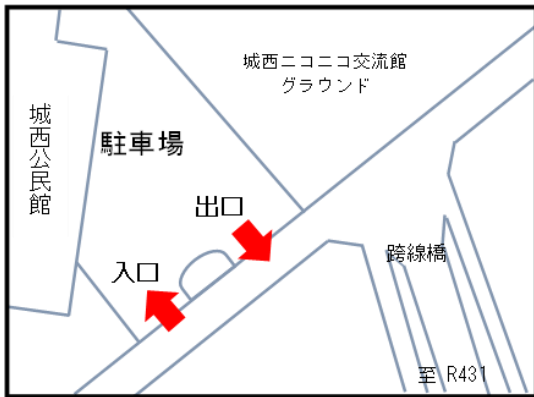 城西ニコニコ交流館
グラウンド
城西公民館
駐車場
出口
入口
跨線橋
至 R431